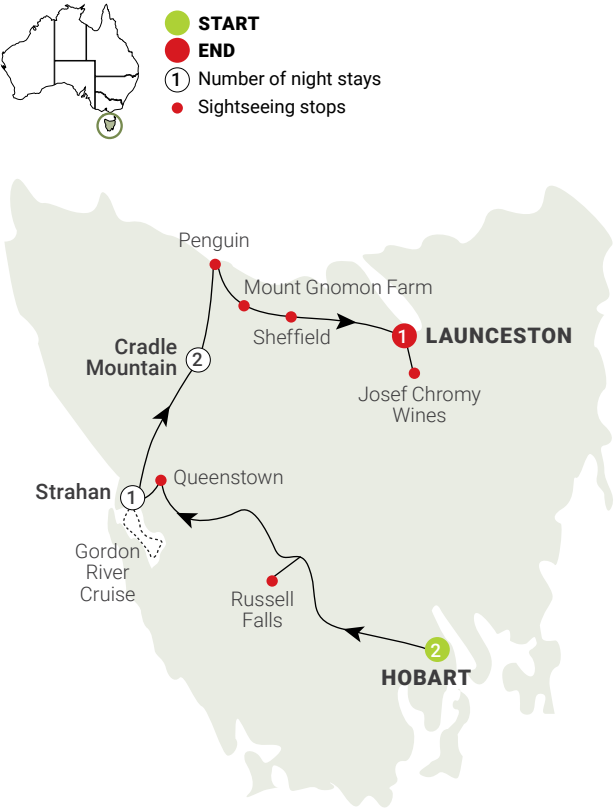 START
END
1 Number of night stays
Sightseeing stops
Penguin
Mount Gnomon Farm
Sheffield
1 LAUNCESTON
Cradle
Mountain 2
Josef Chromy
Wines
Queenstown
Strahan 1
Gordon
River
Cruise
Russell
Falls
2
HOBART